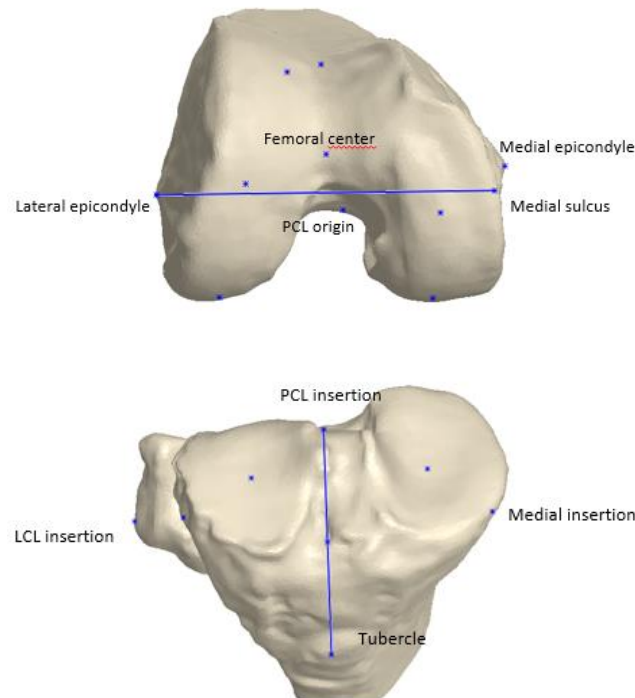 Femoral center
Medial epicondyle
Lateral epicondyle
Medial sulcus
PCL origin
PCL insertion
LCL insertion
Medial insertion
Tubercle